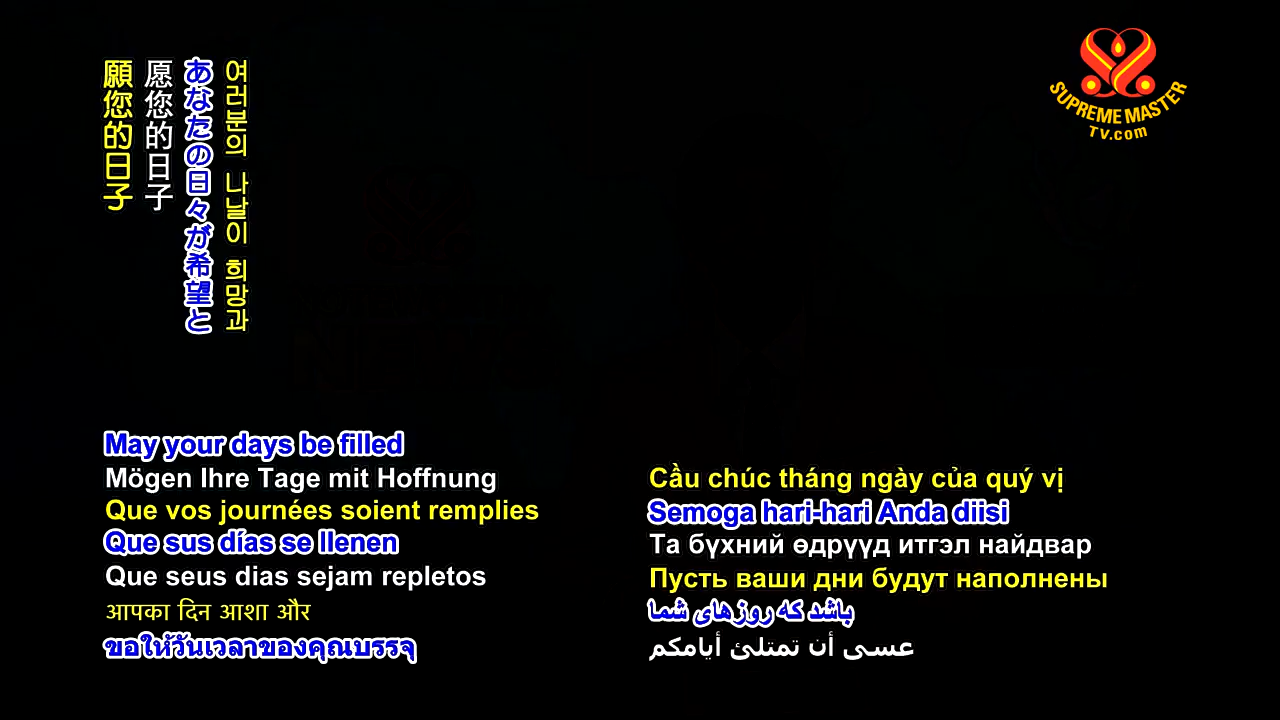 願您的日子
愿您的日子
あなたの日々が希望と
여러분의 나날이 희망과
SUPREME MASTER
TV.com
May your days be filled
Mögen Ihre Tage mit Hoffnung
Que vos journées soient remplies
Que sus días se llenen
Que seus dias sejam repletos
आपका दिन आशा और
ขอให้วันเวลาของคุณบรรจุ
Cầu chúc tháng ngày của quý vị
Semoga hari-hari Anda diisi
Та бүхний өдрүүд итгэл найдвар
Пусть ваши дни будут наполнены
باشد که روزهای شما
عسى أن تمتلئ أيامكم